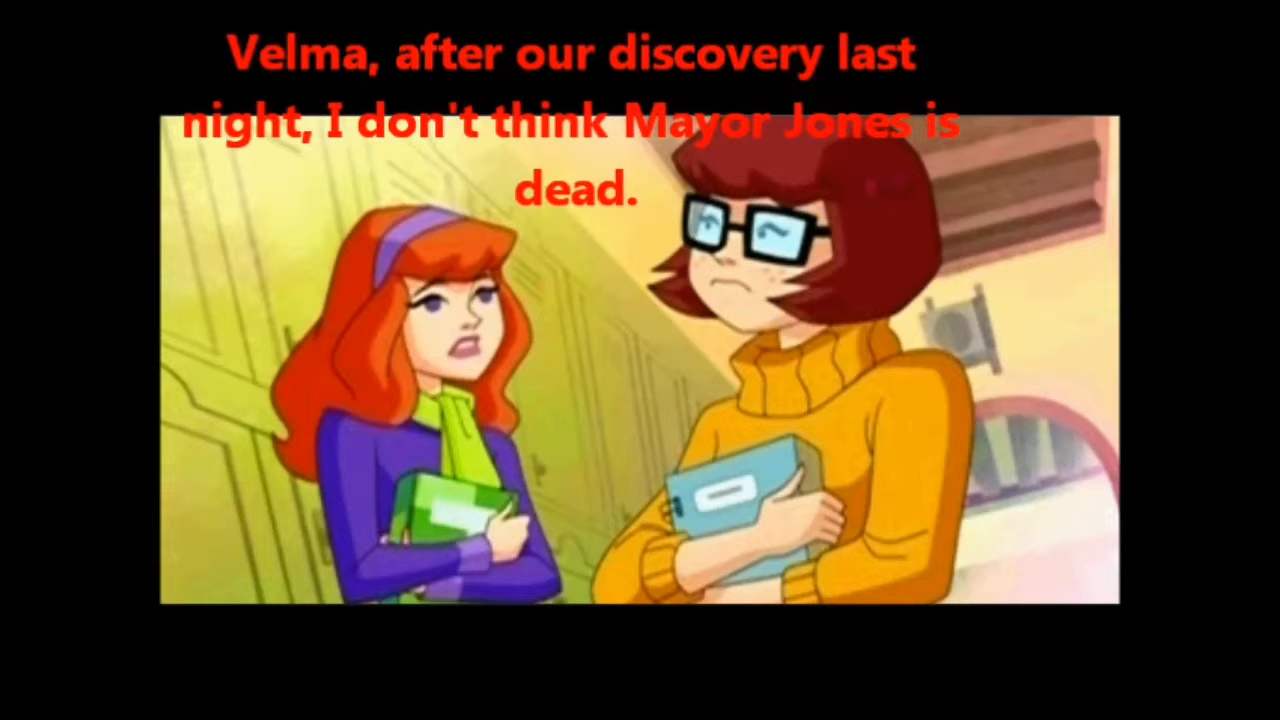 Velma, after our discovery last
night, I don't think Mayor Jones is
dead.